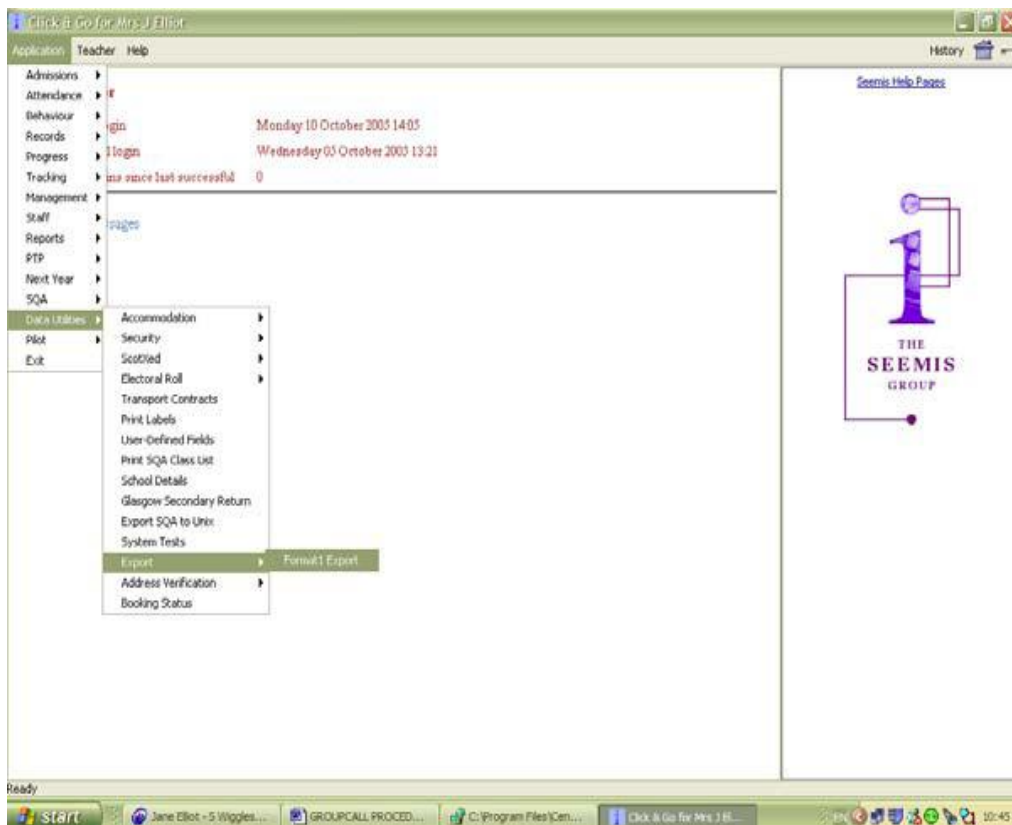 Click & Go for Mrs J Elliot
Application Teacher Help
History
Admissions
Attendance
Behaviour
Records
Progress
Tracking
Management
Staff
Reports
PTP
Next Year
SQA
Data Utilities
Pilot
Exit
Monday 10 October 2005 14:05
login
Wednesday 05 October 2005 13:21
since last successful 0
Accommodation
Security
ScotXed
Electoral Roll
Transport Contracts
Print Labels
User-Defined Fields
Print SQA Class List
School Details
Glasgow Secondary Return
Export SQA to Unix
System Tests
Export
Format1 Export
Address Verification
Booking Status
Seemis Help Pages
THE
SEEMIS
GROUP
Ready
start
Jane Elliot - S Wiggles...
GROUPCALL PROCED...
C:\Program Files\Cen...
Click & Go for Mrs J El...
EN
10:45